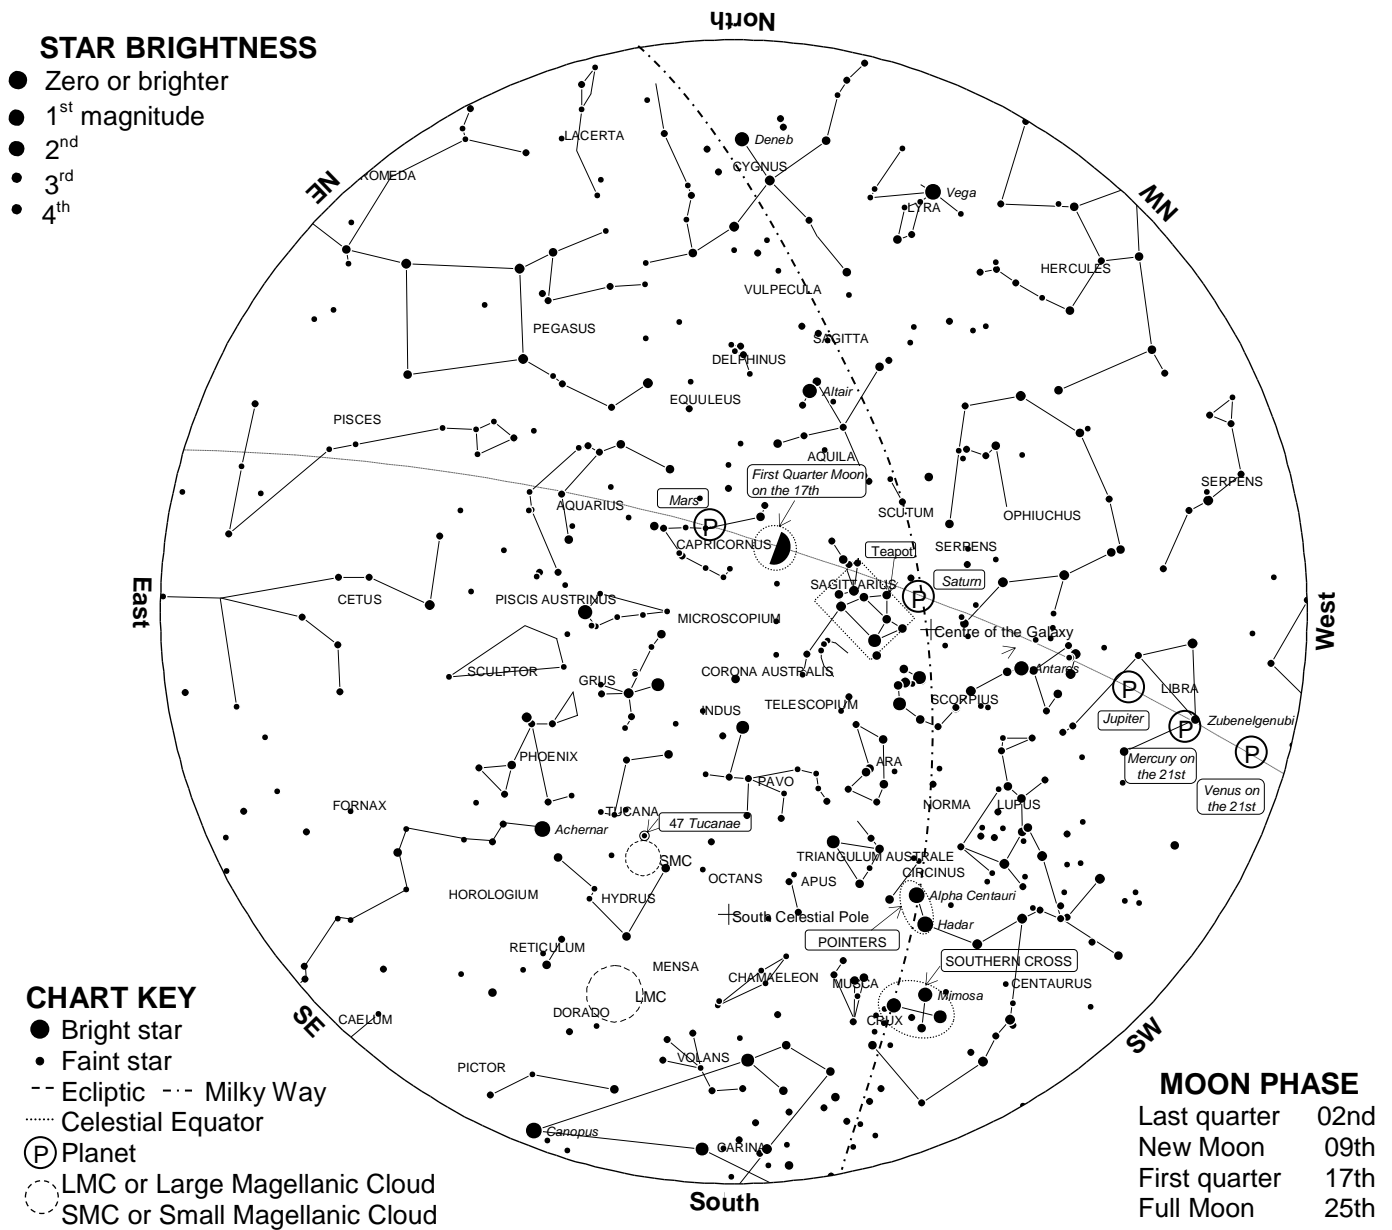 North
STAR BRIGHTNESS
Zero or brighter
1st magnitude
2nd
3rd
4th
LACERTA
Deneb
CYGNUS
NE
ROMEDA
Vega
LYRA
NW
HERCULES
VULPECULA
PEGASUS
SAGITTA
DELPHINUS
Altair
EQUULEUS
PISCES
AQUILA
First Quarter Moon
on the 17th
SERPENS
Mars
AQUARIUS
SCUTUM
OPHIUCHUS
CAPRICORNUS
Teapot
SERPENS
SAGITTARIUS
Saturn
East
CETUS
PISCIS AUSTRINUS
MICROSCOPIUM
Centre of the Galaxy
West
SCULPTOR
GRUS
CORONA AUSTRALIS
Antares
LIBRA
SCORPIUS
INDUS
TELESCOPIUM
Jupiter
Zubenelgenubi
PHOENIX
ARA
Mercury on
the 21st
PAVO
Venus on
the 21st
FORNAX
TUCANA
NORMA
LUPUS
47 Tucanae
Achernar
SMC
TRIANGULUM AUSTRALE
CIRCINUS
OCTANS
APUS
HOROLOGIUM
HYDRUS
Alpha Centauri
South Celestial Pole
Hadar
POINTERS
RETICULUM
SOUTHERN CROSS
MENSA
CHAMAELEON
MUSCA
CENTAURUS
LMC
Mimosa
DORADO
CRUX
SE
CAELUM
SW
VOLANS
PICTOR
Canopus
CARINA
South
CHART KEY
Bright star
Faint star
Ecliptic
Milky Way
Celestial Equator
P Planet
LMC or Large Magellanic Cloud
SMC or Small Magellanic Cloud
MOON PHASE
Last quarter 02nd
New Moon 09th
First quarter 17th
Full Moon 25th
P
P
P
P
P